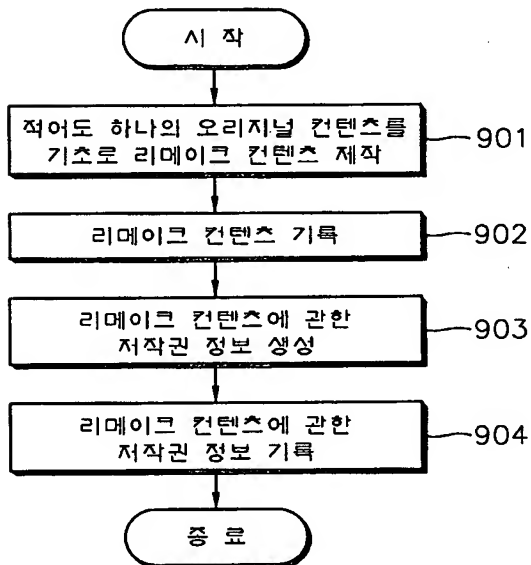 시 작
적어도 하나의 오리지널 컨텐츠를
기초로 리메이크 컨텐츠 제작
901
리메이크 컨텐츠 기록
902
리메이크 컨텐츠에 관한
저작권 정보 생성
903
리메이크 컨텐츠에 관한
저작권 정보 기록
904
종 료